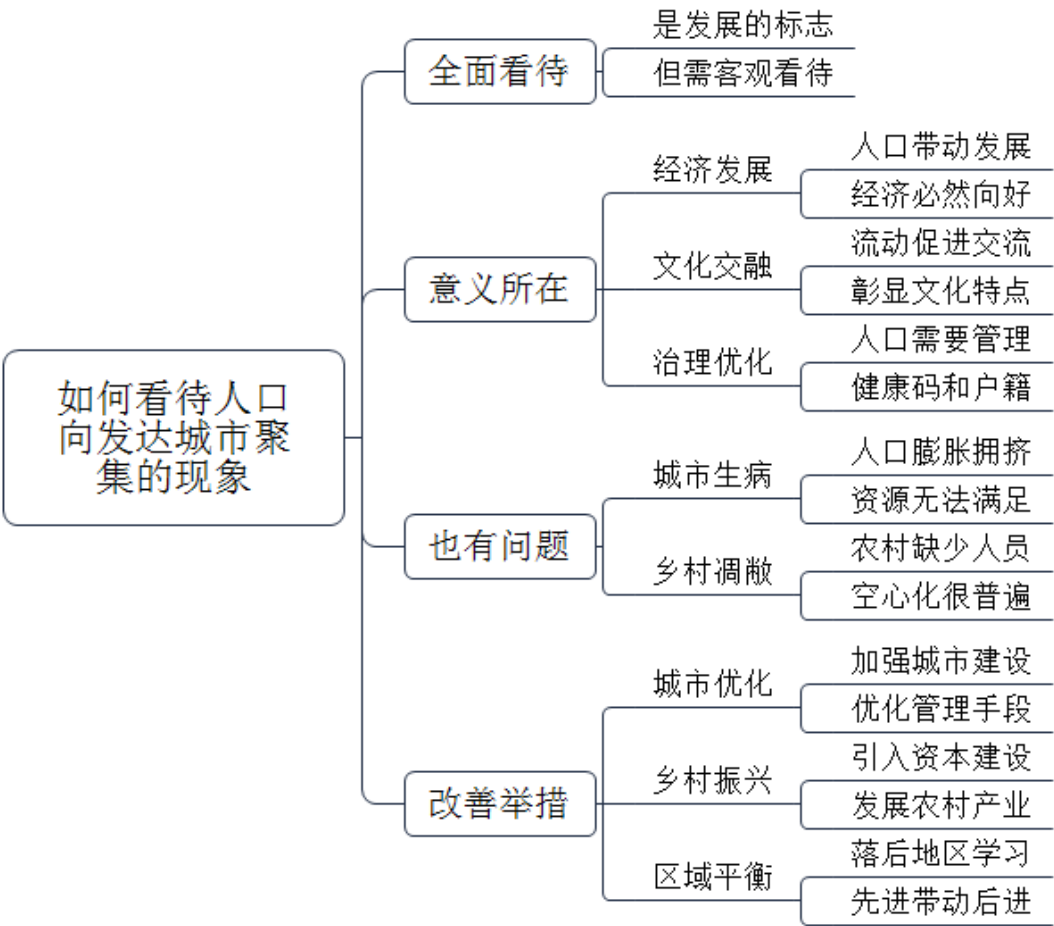 如何看待人口
向发达城市聚
集的现象
全面看待
是发展的标志
但需客观看待
意义所在
经济发展
人口带动发展
经济必然向好
文化交融
流动促进交流
彰显文化特点
治理优化
人口需要管理
健康码和户籍
也有问题
城市生病
人口膨胀拥挤
资源无法满足
乡村凋敝
农村缺少人员
空心化很普遍
改善举措
城市优化
加强城市建设
优化管理手段
乡村振兴
引入资本建设
发展农村产业
区域平衡
落后地区学习
先进带动后进